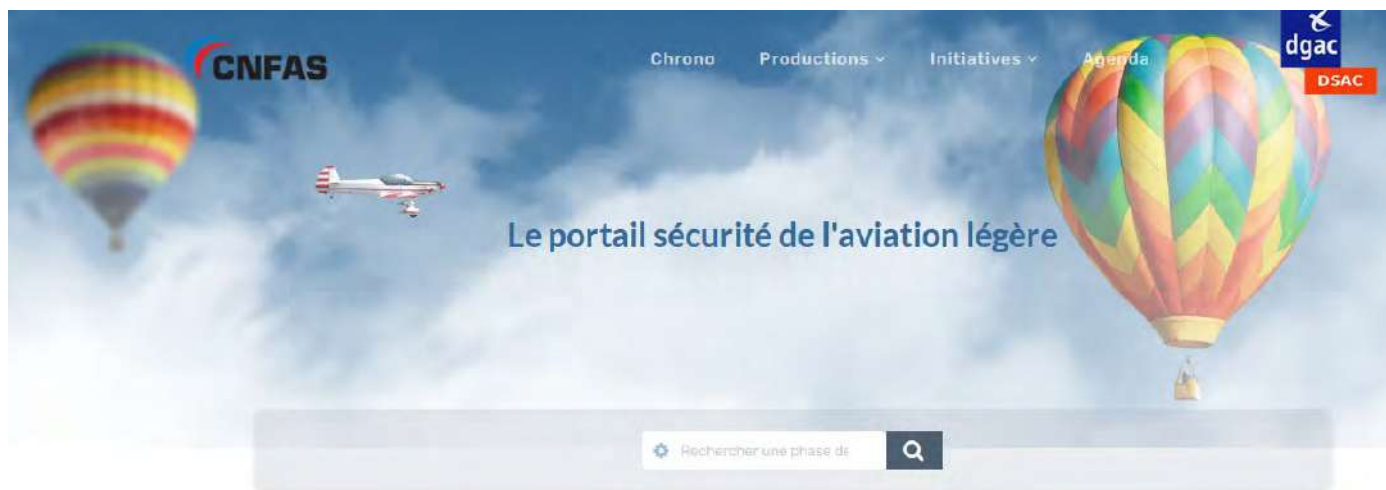 CNFAS
Chrono Productions Initiatives Agenda
dgac
DSAC
Le portail sécurité de l'aviation légère
Rechercher une phase de